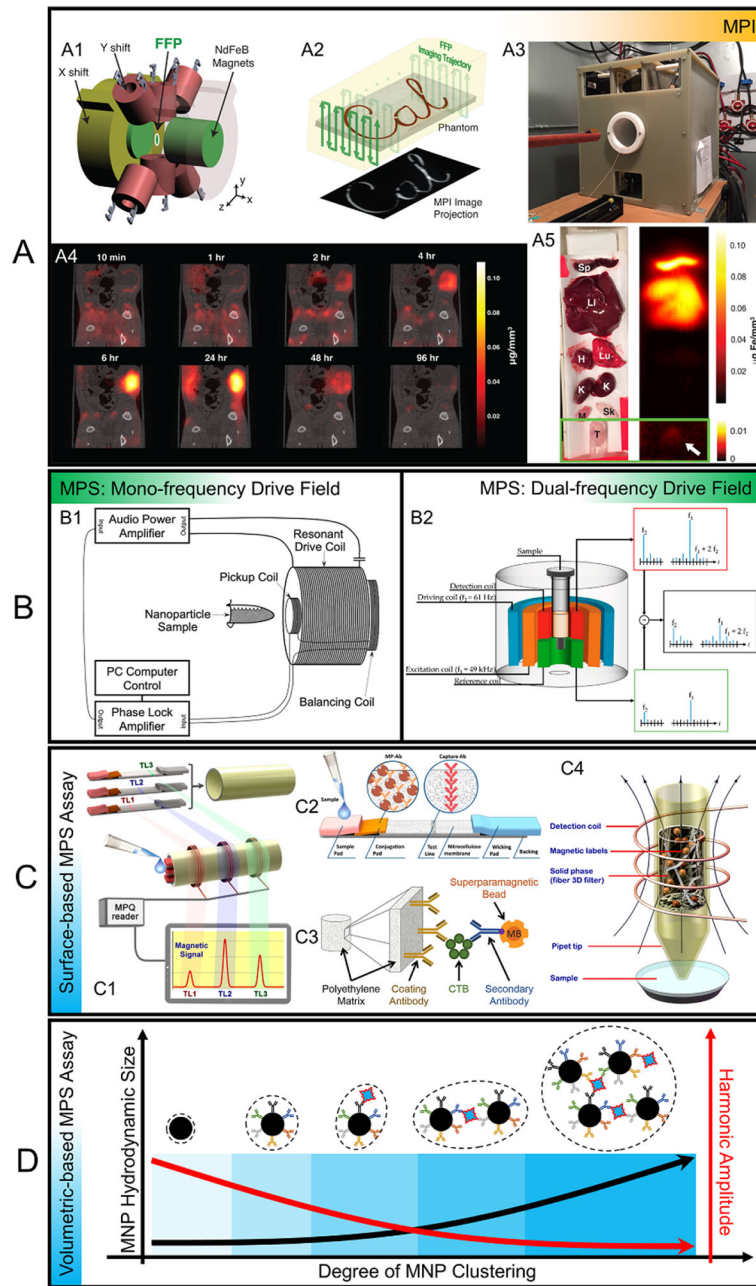 MPI
A
A1
Y shift
X shift
FFP
NdFeB
Magnets
y
x
z
A2
FFP
Imaging Trajectory
Phantom
MPI Image
Projection
A3
A4
10 min
1 hr
2 hr
4 hr
6 hr
24 hr
48 hr
96 hr
0.10
0.08
0.06
0.04
0.02
µg/mm³
A5
Sp
Li
H
Lu
K
K
M
Sk
T
0.10
0.08
0.06
0.04
0.02
0.01
0
µg Fe/mm³
B
MPS: Mono-frequency Drive Field
B1
Input
Audio Power
Amplifier
Output
Resonant
Drive Coil
Pickup Coil
Nanoparticle
Sample
PC Computer
Control
Output
Phase Lock
Amplifier
Input
Balancing Coil
MPS: Dual-frequency Drive Field
B2
Sample
Detection coil
Driving coil (f₂ = 61 Hz)
Excitation coil (f₁ = 49 kHz)
Reference coil
f₂
f₁
f₁ + 2 f₂
f
f₂
f₁
f₁ + 2 f₂
f
f₂
f₁
f
C
Surface-based MPS Assay
TL3
TL2
TL1
MPQ
reader
Magnetic
Signal
TL1
TL2
TL3
C1
C2
Sample
MP-Ab
Capture Ab
Sample
Pad
Conjugation
Pad
Test
Line
Nitrocellulose
membrane
Wicking
Pad
Backing
C3
Superparamagnetic
Bead
MB
Polyethylene
Matrix
Coating
Antibody
CTB
Secondary
Antibody
C4
Detection coil
Magnetic labels
Solid phase
(fiber 3D filter)
Pipet tip
Sample
D
Volumetric-based MPS Assay
MNP Hydrodynamic Size
Harmonic
Amplitude
Degree of MNP Clustering